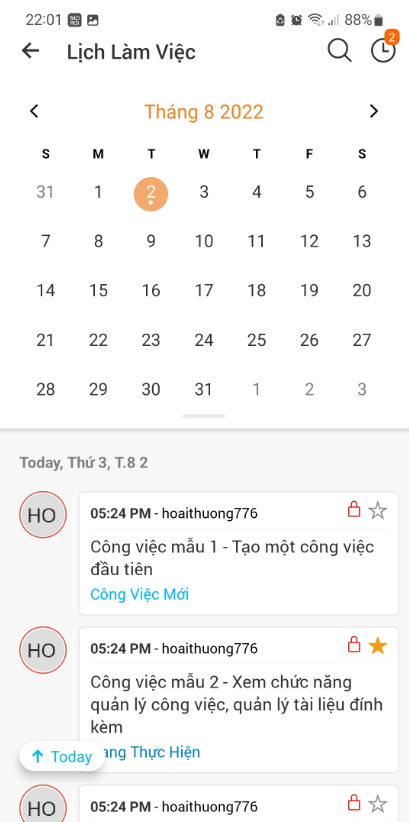 22:01 BÁO MỚI 88%
Lịch Làm Việc 2
Tháng 8 2022
S M T W T F S
31 1 2 3 4 5 6
7 8 9 10 11 12 13
14 15 16 17 18 19 20
21 22 23 24 25 26 27
28 29 30 31 1 2 3
Today, Thứ 3, T.8 2
HO
05:24 PM - hoaithuong776
Công việc mẫu 1 - Tạo một công việc
đầu tiên
Công Việc Mới
HO
05:24 PM - hoaithuong776
Công việc mẫu 2 - Xem chức năng
quản lý công việc, quản lý tài liệu đính
kèm
Thực Hiện
Today
HO
05:24 PM - hoaithuong776